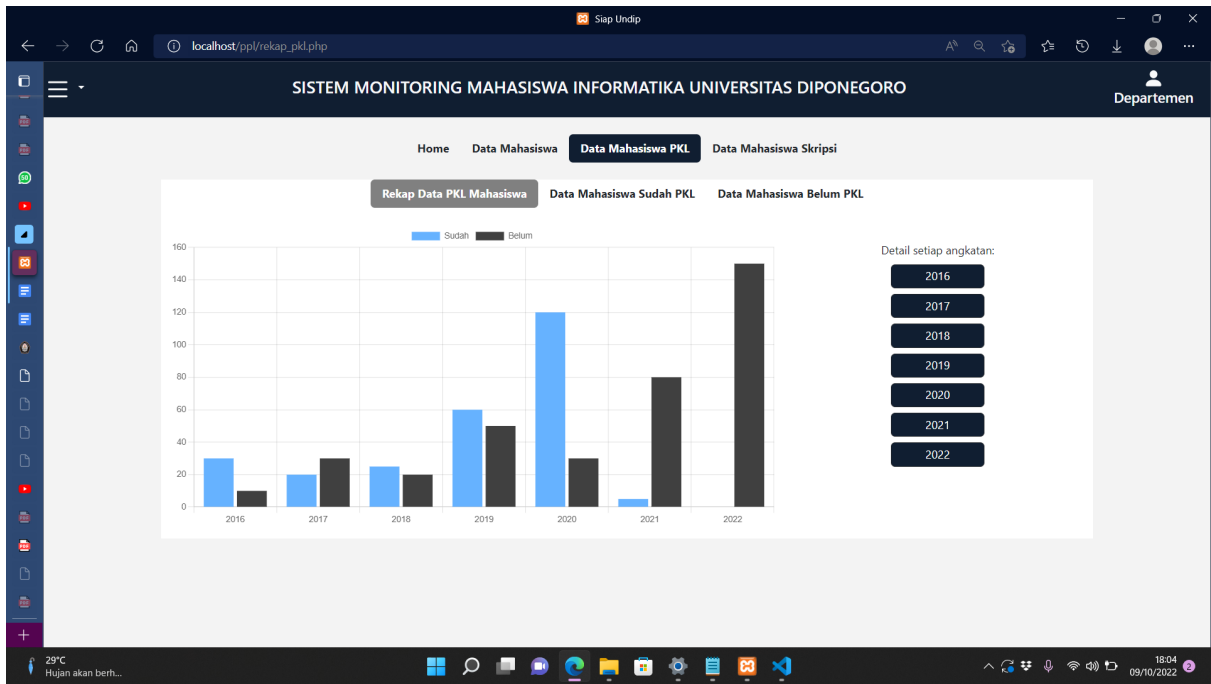 Siap Undip
localhost/ppl/rekap_pkl.php
SISTEM MONITORING MAHASISWA INFORMATIKA UNIVERSITAS DIPONEGORO
Departemen
Home Data Mahasiswa Data Mahasiswa PKL Data Mahasiswa Skripsi
Rekap Data PKL Mahasiswa Data Mahasiswa Sudah PKL Data Mahasiswa Belum PKL
Sudah Belum
160
140
120
100
80
60
40
20
0
2016 2017 2018 2019 2020 2021 2022
Detail setiap angkatan:
2016
2017
2018
2019
2020
2021
2022
29°C
Hujan akan berh...
18:04
09/10/2022
2